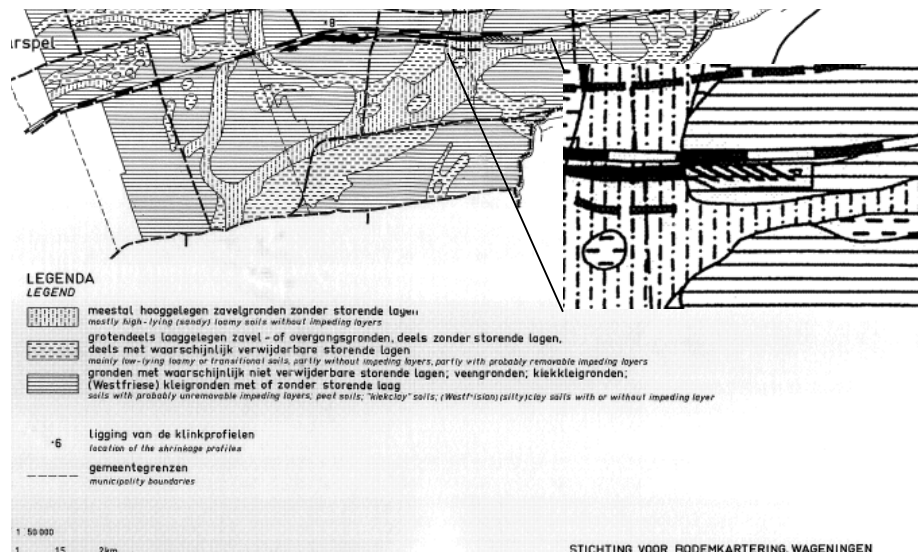 ·8
arspel
LEGENDA
LEGEND
meestal hooggelegen zavelgronden zonder storende lagen
mostly high-lying (sandy) loamy soils without impeding layers
grotendeels laaggelegen zavel- of overgangsgronden, deels zonder storende lagen,
deels met waarschijnlijk verwijderbare storende lagen
mainly low-lying loamy or transitional soils, partly without impeding layers, partly with probably removable impeding layers
gronden met waarschijnlijk niet verwijderbare storende lagen; veengronden; kiekkleigronden;
(Westfriese) kleigronden met of zonder storende laag
soils with probably unremovable impeding layers; peat soils; "kiekclay" soils; (Westfrision) (silty) clay soils with or without impeding layer
·6
ligging van de klinkprofielen
location of the shrinkage profiles
gemeentegrenzen
municipality boundaries
1 50 000
1 15 2km
STICHTING VOOR BODEMKARTERING, WAGENINGEN